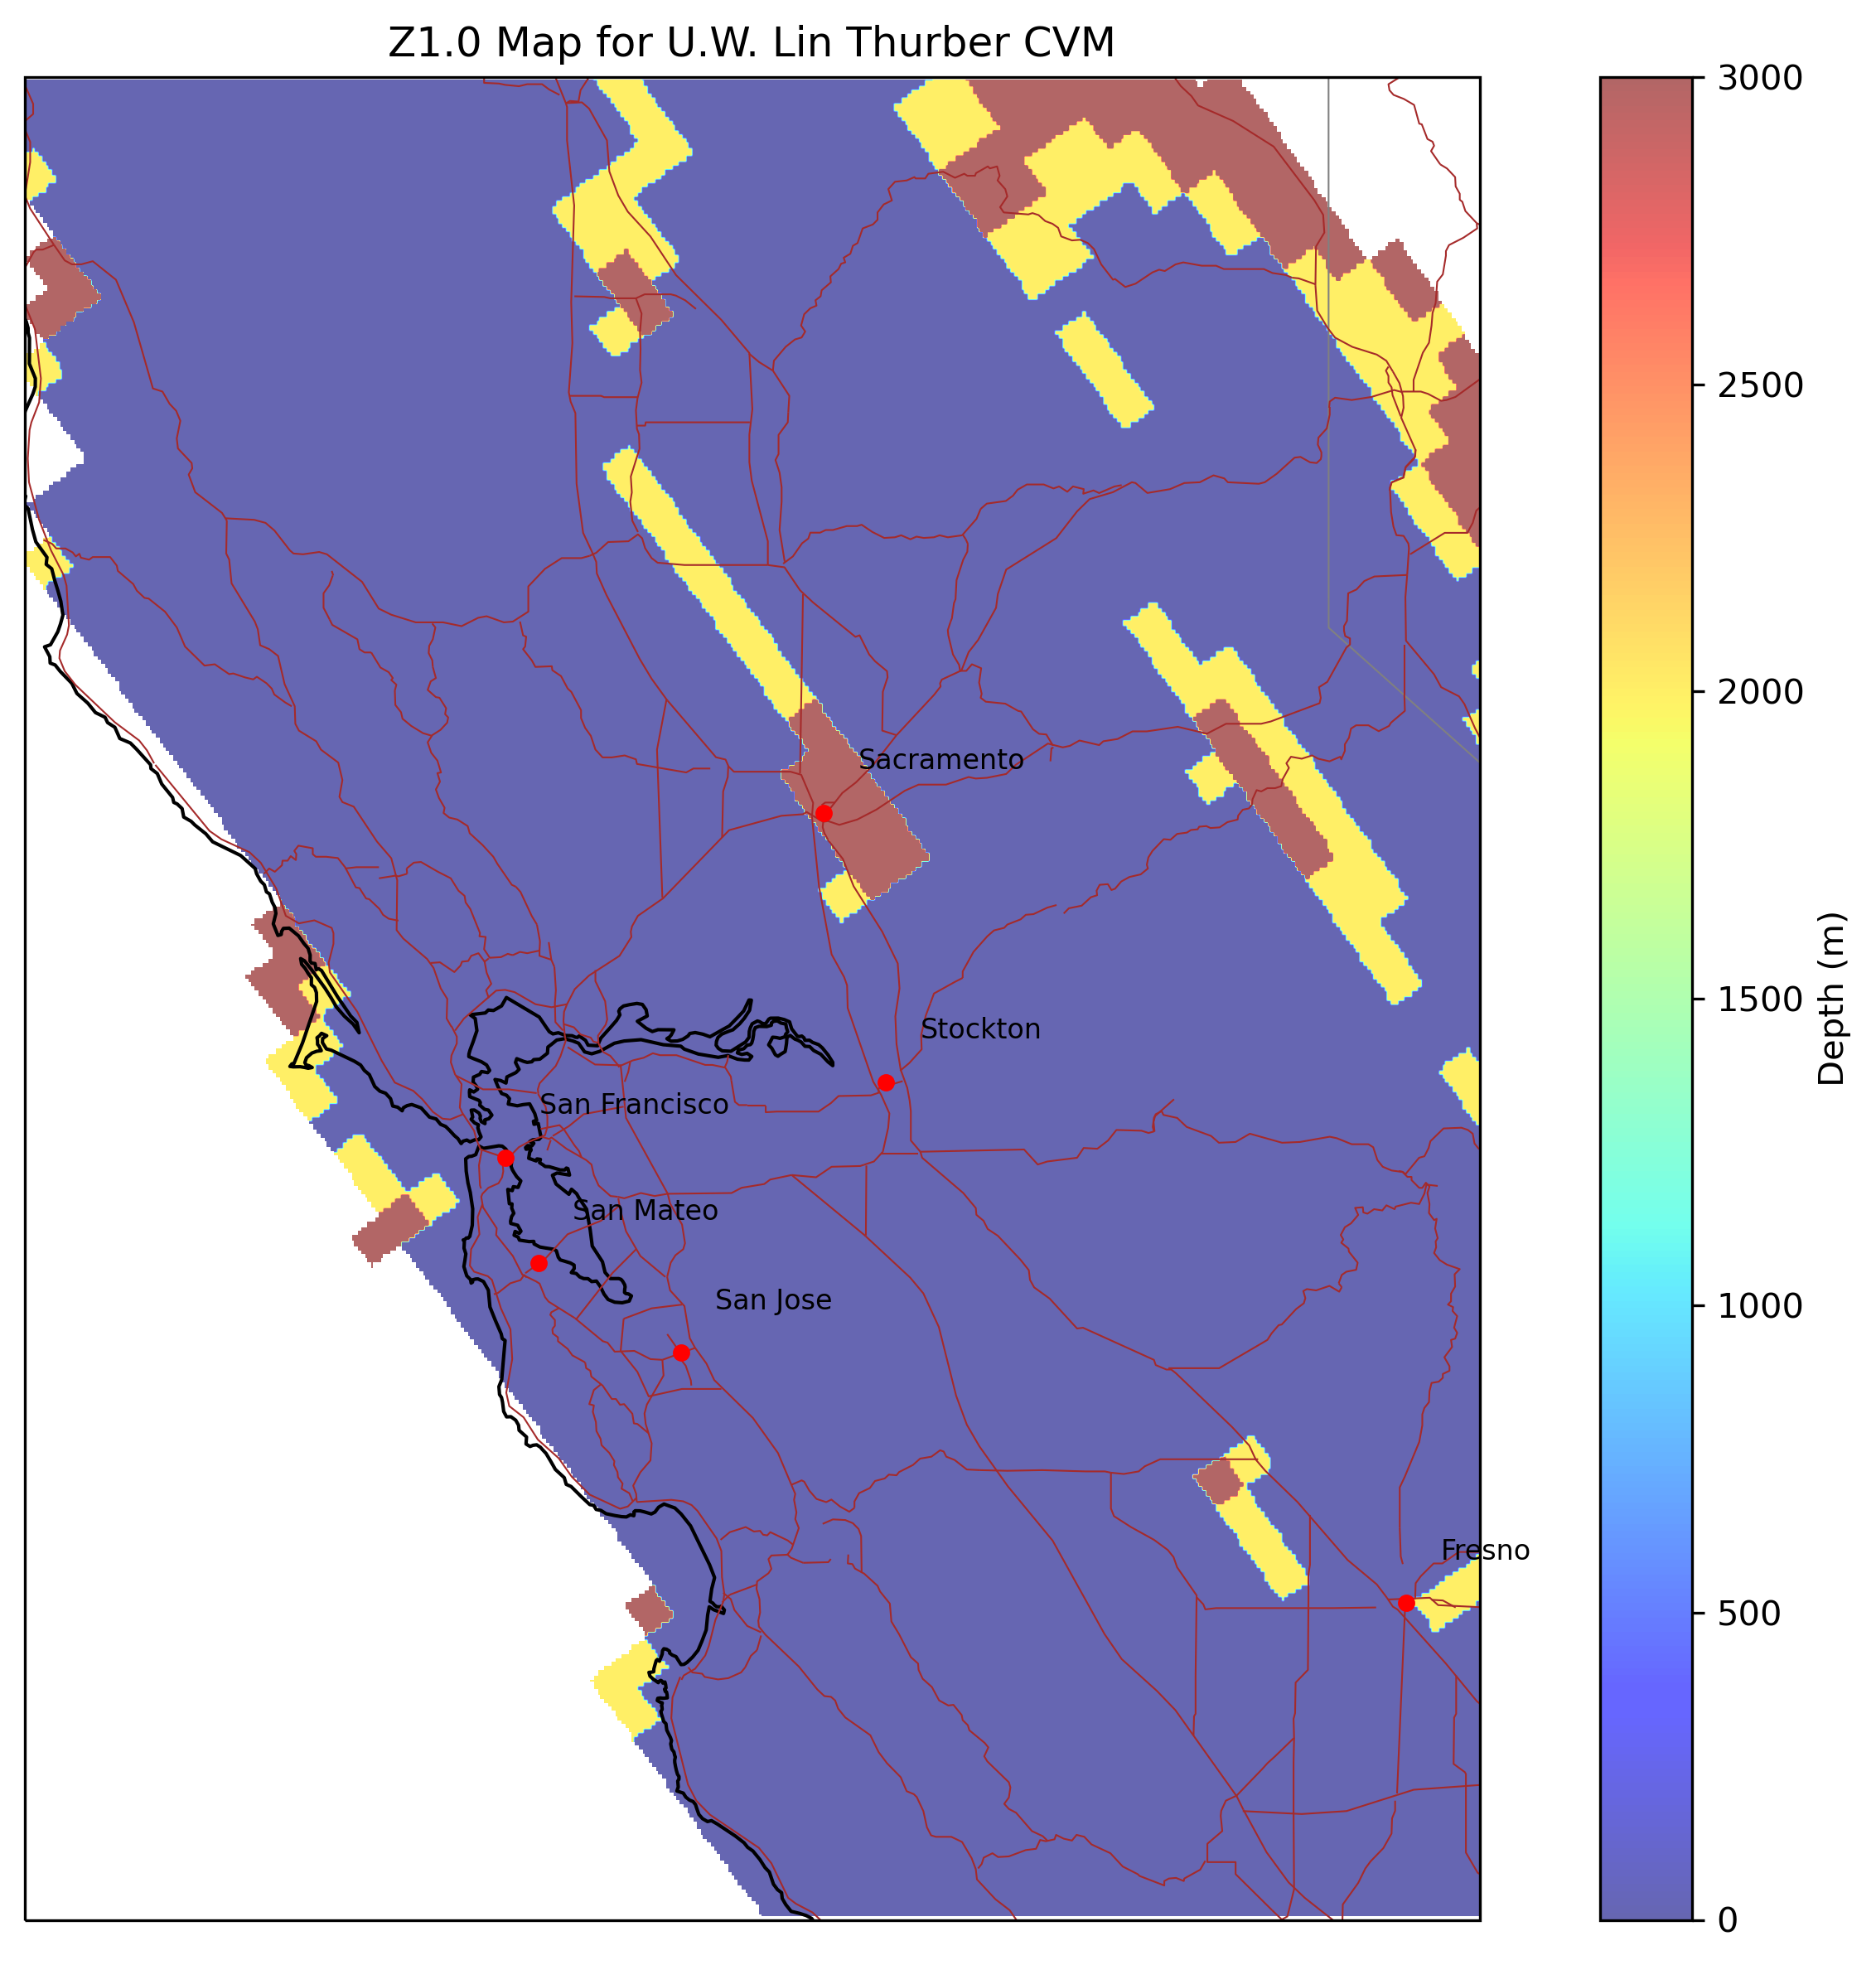 Z1.0 Map for U.W. Lin Thurber CVM
3000
2500
2000
1500
1000
500
0
Depth (m)
Sacramento
Stockton
San Francisco
San Mateo
San Jose
Fresno